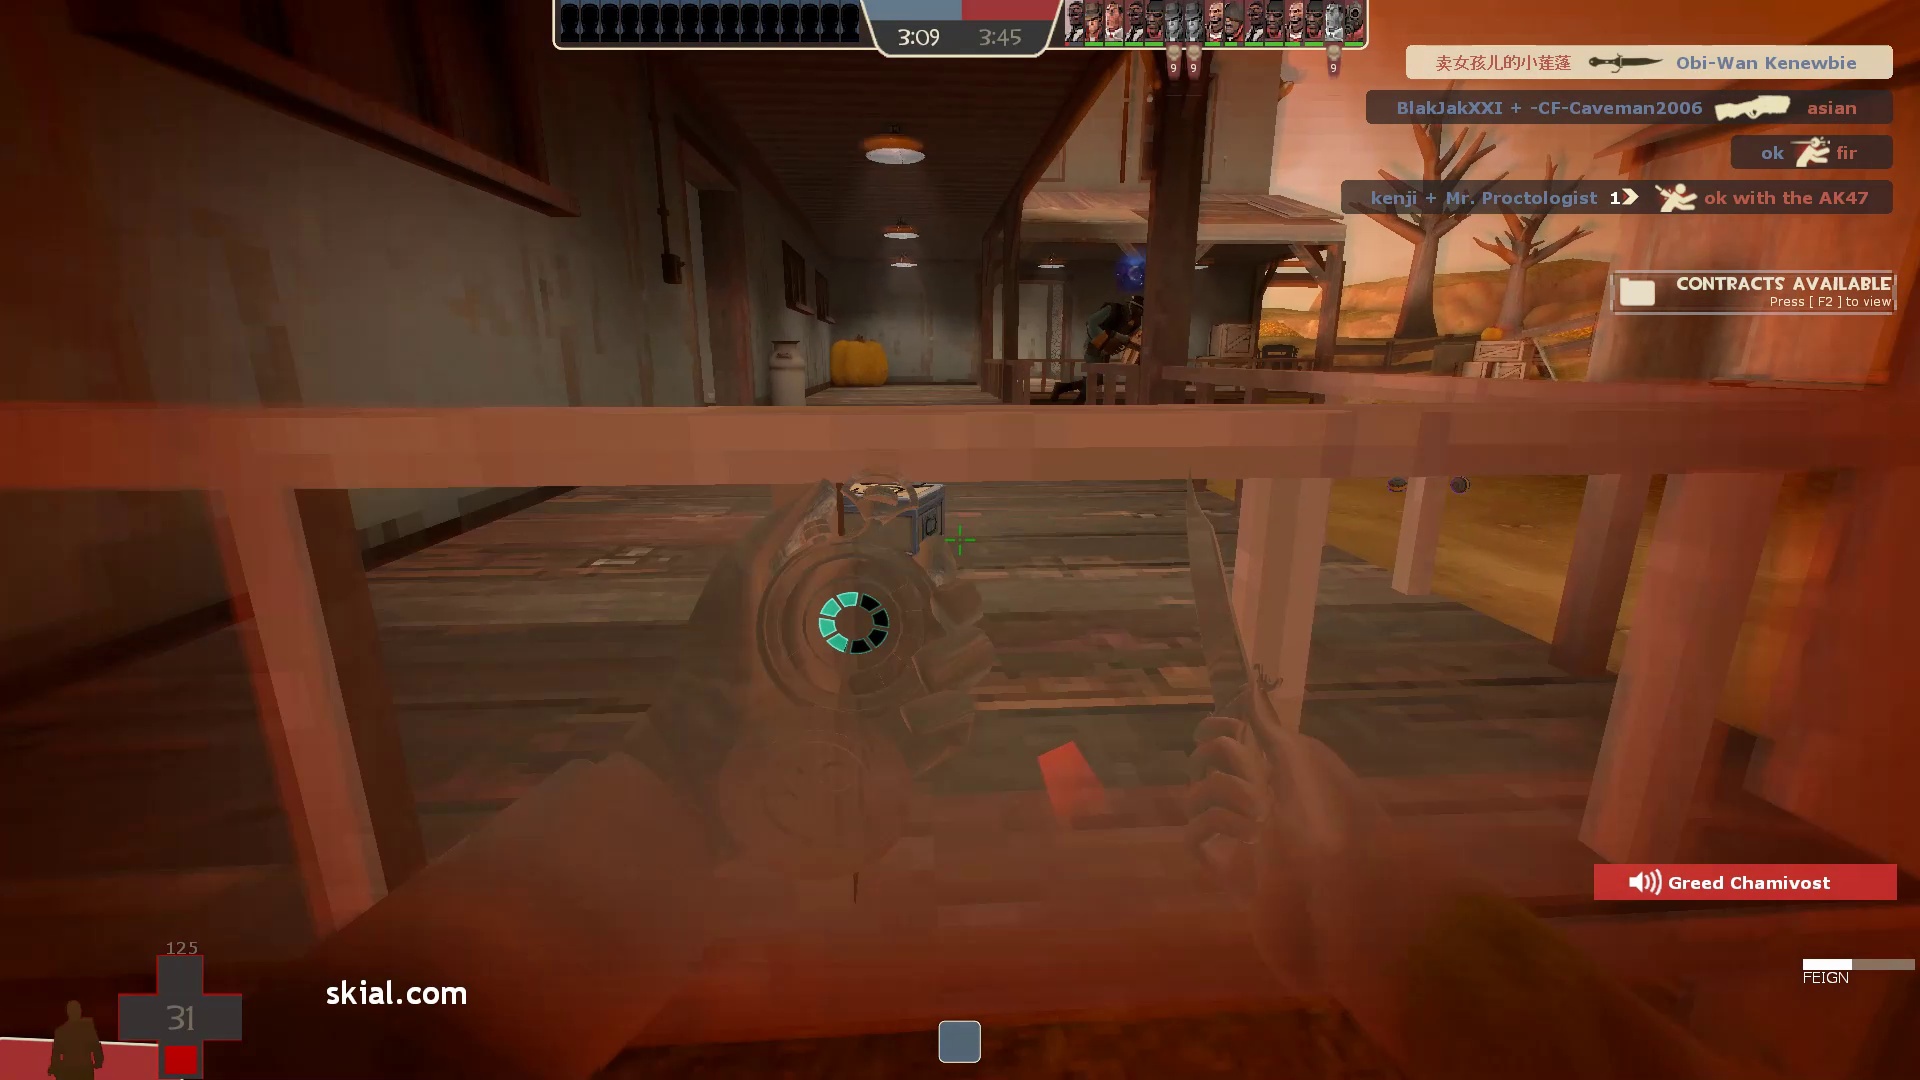 3:09 3:45
9 9 9
卖女孩儿的小莲蓬 Obi-Wan Kenewbie
BlakJakXXI + -CF-Caveman2006 asian
ok fir
kenji + Mr. Proctologist 1 ok with the AK47
CONTRACTS AVAILABLE
Press [ F2 ] to view
Greed Chamivost
125
31
skial.com
FEIGN